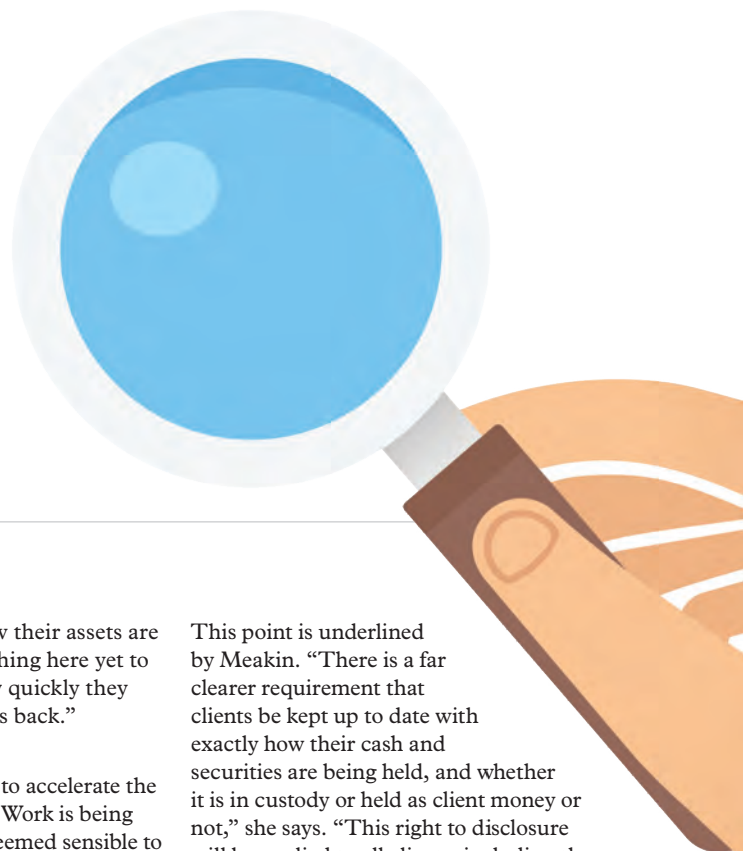 w their assets are
hing here yet to
quickly they
s back.”
to accelerate the
Work is being
eemed sensible to
This point is underlined
by Meakin. “There is a far
clearer requirement that
clients be kept up to date with
exactly how their cash and
securities are being held, and whether
it is in custody or held as client money or
not,” she says. “This right to disclosure